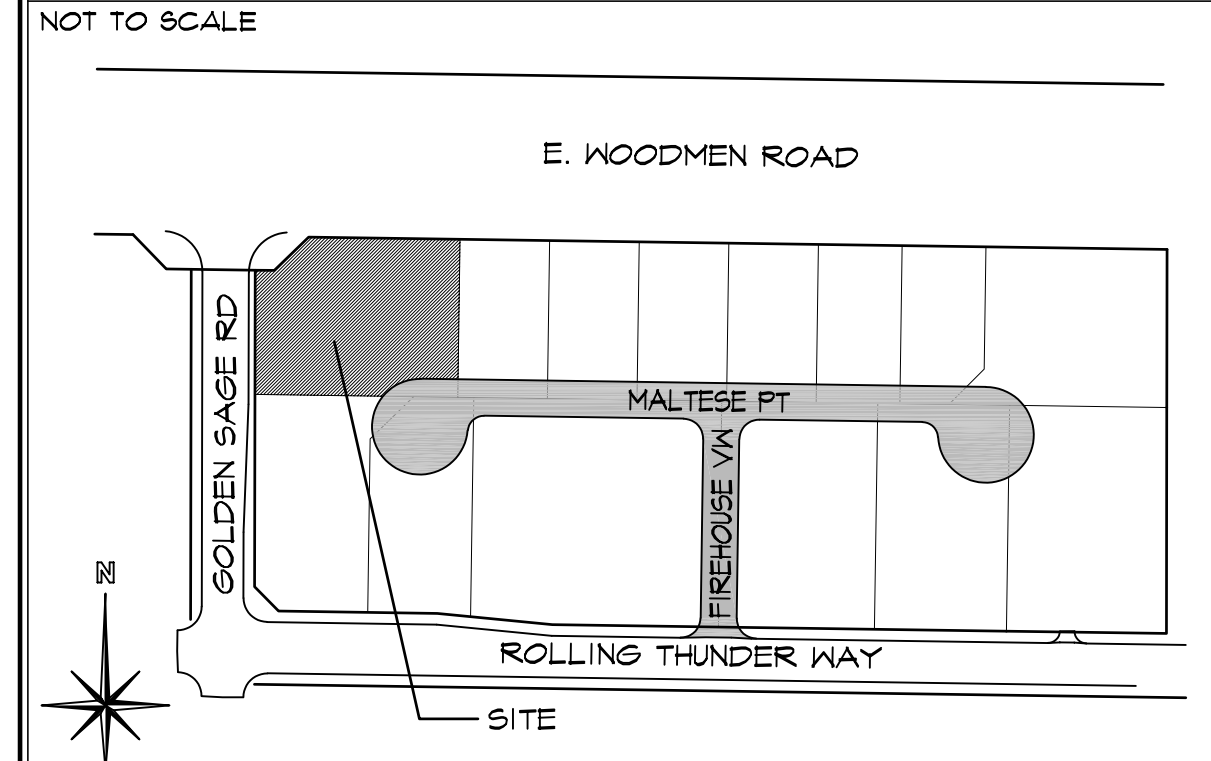 NOT TO SCALE
E. WOODMEN ROAD
GOLDEN SAGE RD
MALTESE PT
FIREHOUSE VW
N
ROLLING THUNDER WAY
SITE